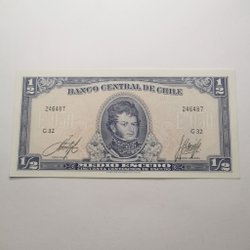 1/2 BANCO CENTRAL DE CHILE 1/2
246487 246487
G 32 G 32
1/2 MEDIO ESCUDO 1/2